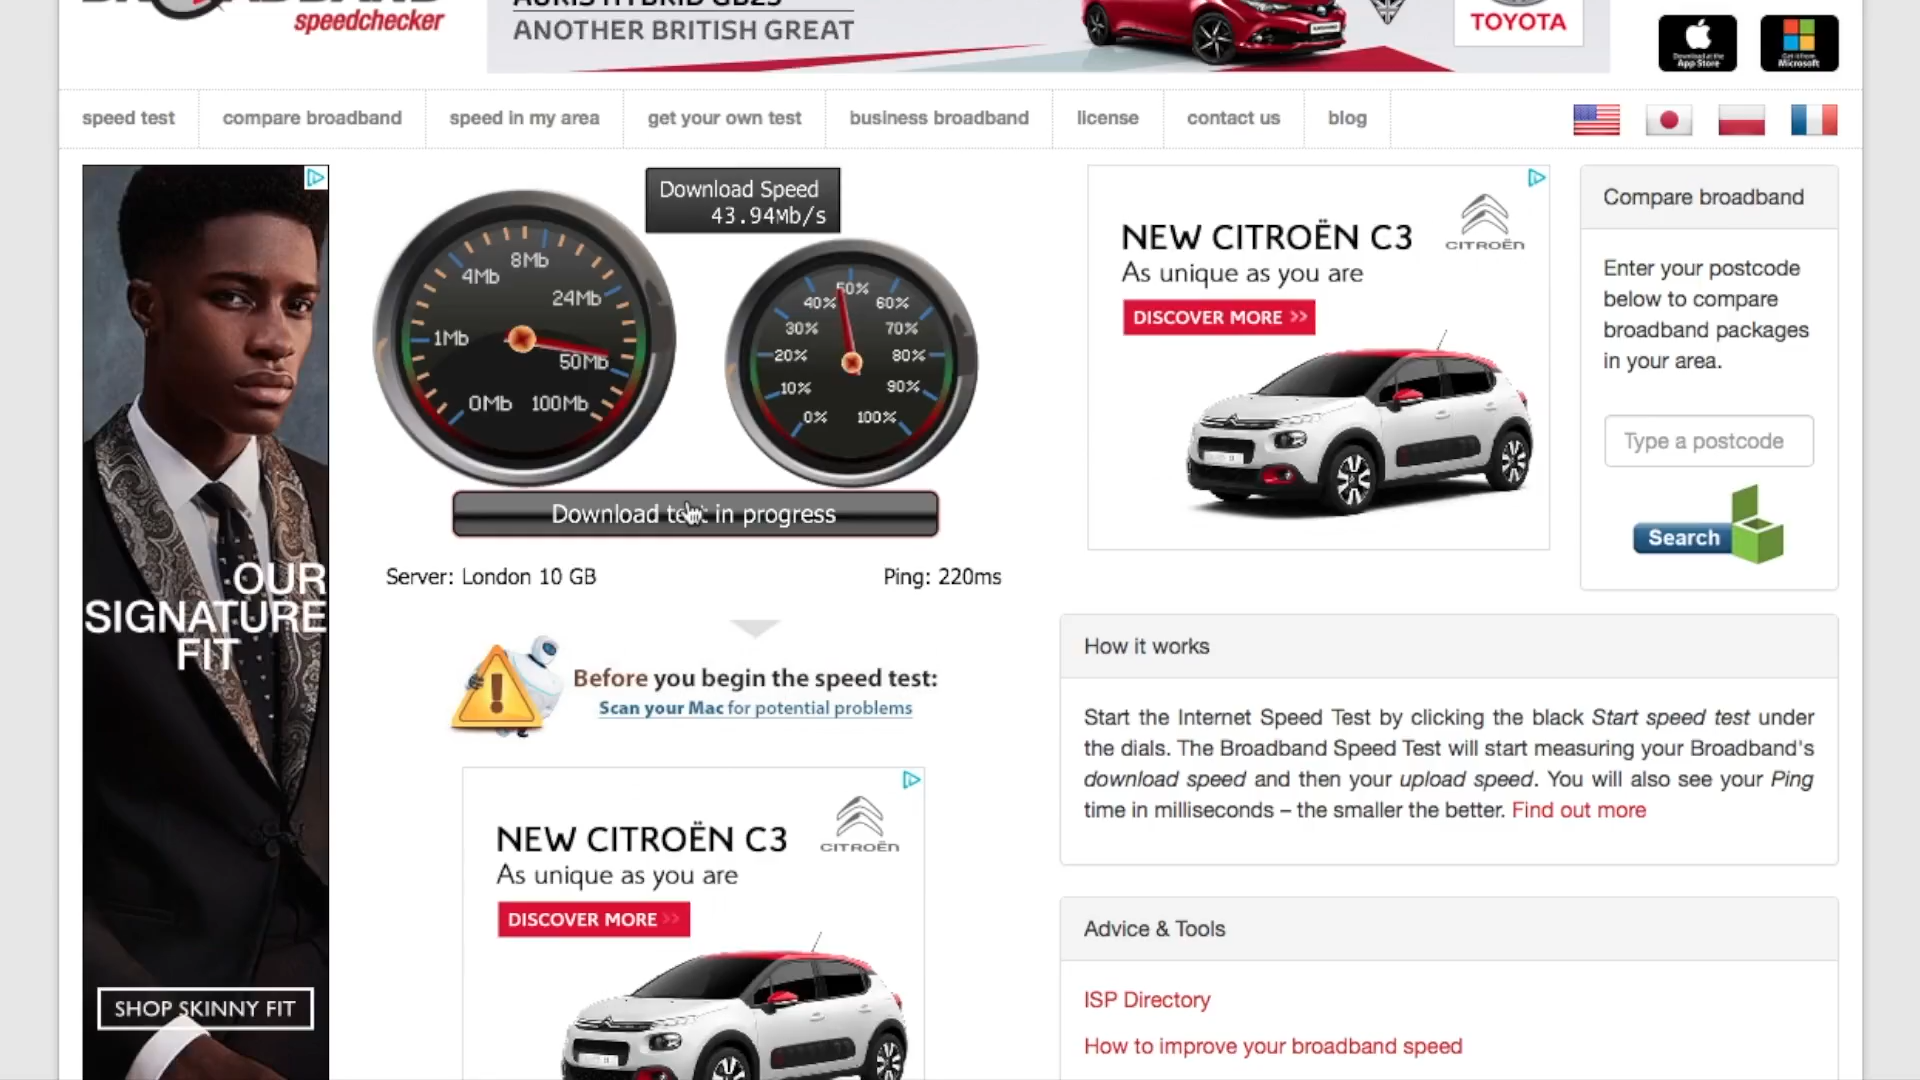 speedchecker
AURIS HYBRID GB25
ANOTHER BRITISH GREAT
TOYOTA
Download at the
App Store
Get it from
Microsoft
speed test
compare broadband
speed in my area
get your own test
business broadband
license
contact us
blog
OUR
SIGNATURE
FIT
SHOP SKINNY FIT
Download Speed
43.94Mb/s
0Mb
1Mb
4Mb
8Mb
24Mb
50Mb
100Mb
0%
10%
20%
30%
40%
50%
60%
70%
80%
90%
100%
Download test in progress
Server: London 10 GB
Ping: 220ms
Before you begin the speed test:
Scan your Mac for potential problems
NEW CITROËN C3
As unique as you are
DISCOVER MORE >>
CITROËN
NEW CITROËN C3
As unique as you are
DISCOVER MORE >>
CITROËN
Compare broadband
Enter your postcode
below to compare
broadband packages
in your area.
Type a postcode
Search
How it works
Start the Internet Speed Test by clicking the black Start speed test under
the dials. The Broadband Speed Test will start measuring your Broadband's
download speed and then your upload speed. You will also see your Ping
time in milliseconds – the smaller the better. Find out more
Advice & Tools
ISP Directory
How to improve your broadband speed